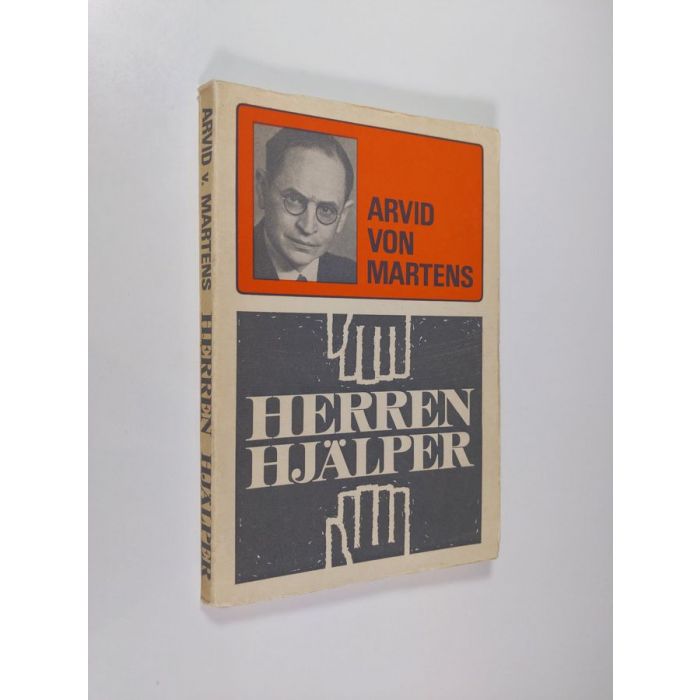 ARVID v. MARTENS HERREN HJÄLPER
ARVID
VON
MARTENS
HERREN
HJÄLPER